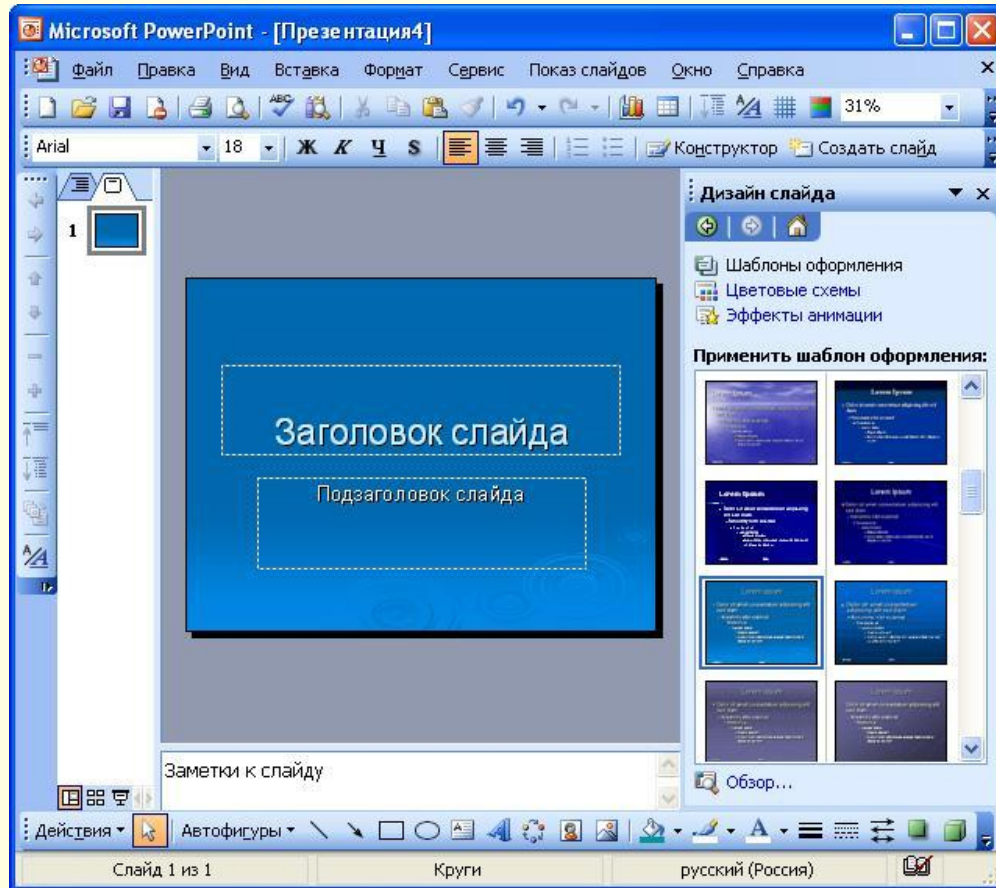 Microsoft PowerPoint - [Презентация4]
Файл Правка Вид Вставка Формат Сервис Показ слайдов Окно Справка
31%
Arial 18 Ж К Ч S Конструктор Создать слайд
Дизайн слайда
1
Шаблоны оформления
Цветовые схемы
Эффекты анимации
Применить шаблон оформления:
Заголовок слайда
Подзаголовок слайда
Заметки к слайду
Обзор...
Действия Автофигуры
Слайд 1 из 1 Круги русский (Россия)